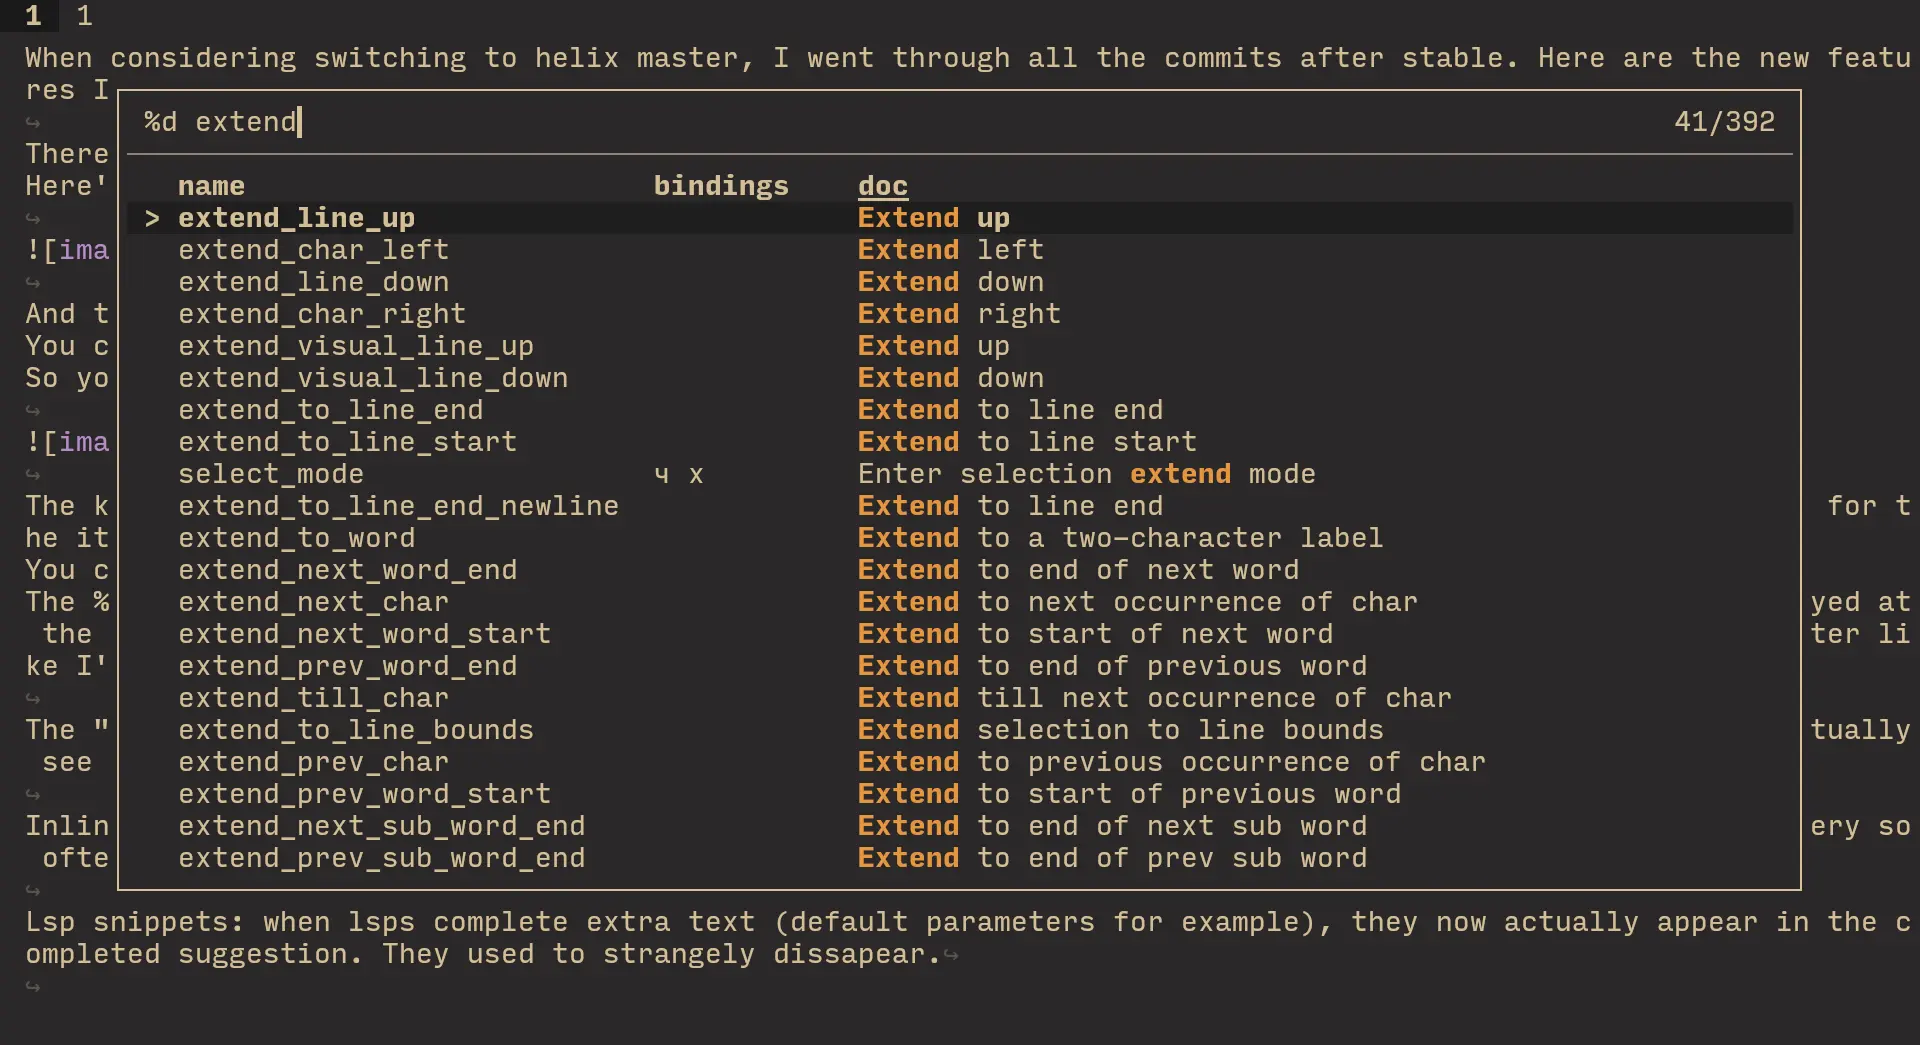 1 1
When considering switching to helix master, I went through all the commits after stable. Here are the new featu
res I
%d extend 41/392
↪
There
Here' name bindings doc
↪ > extend_line_up Extend up
![ima extend_char_left Extend left
↪ extend_line_down Extend down
And t extend_char_right Extend right
You c extend_visual_line_up Extend up
So yo extend_visual_line_down Extend down
↪ extend_to_line_end Extend to line end
![ima extend_to_line_start Extend to line start
↪ select_mode ч x Enter selection extend mode
The k extend_to_line_end_newline Extend to line end for t
he it extend_to_word Extend to a two-character label
You c extend_next_word_end Extend to end of next word
The % extend_next_char Extend to next occurrence of char yed at
the extend_next_word_start Extend to start of next word ter li
ke I' extend_prev_word_end Extend to end of previous word
↪ extend_till_char Extend till next occurrence of char
The " extend_to_line_bounds Extend selection to line bounds tually
see extend_prev_char Extend to previous occurrence of char
↪ extend_prev_word_start Extend to start of previous word
Inlin extend_next_sub_word_end Extend to end of next sub word ery so
ofte extend_prev_sub_word_end Extend to end of prev sub word
↪
Lsp snippets: when lsps complete extra text (default parameters for example), they now actually appear in the c
ompleted suggestion. They used to strangely dissapear.↪
↪